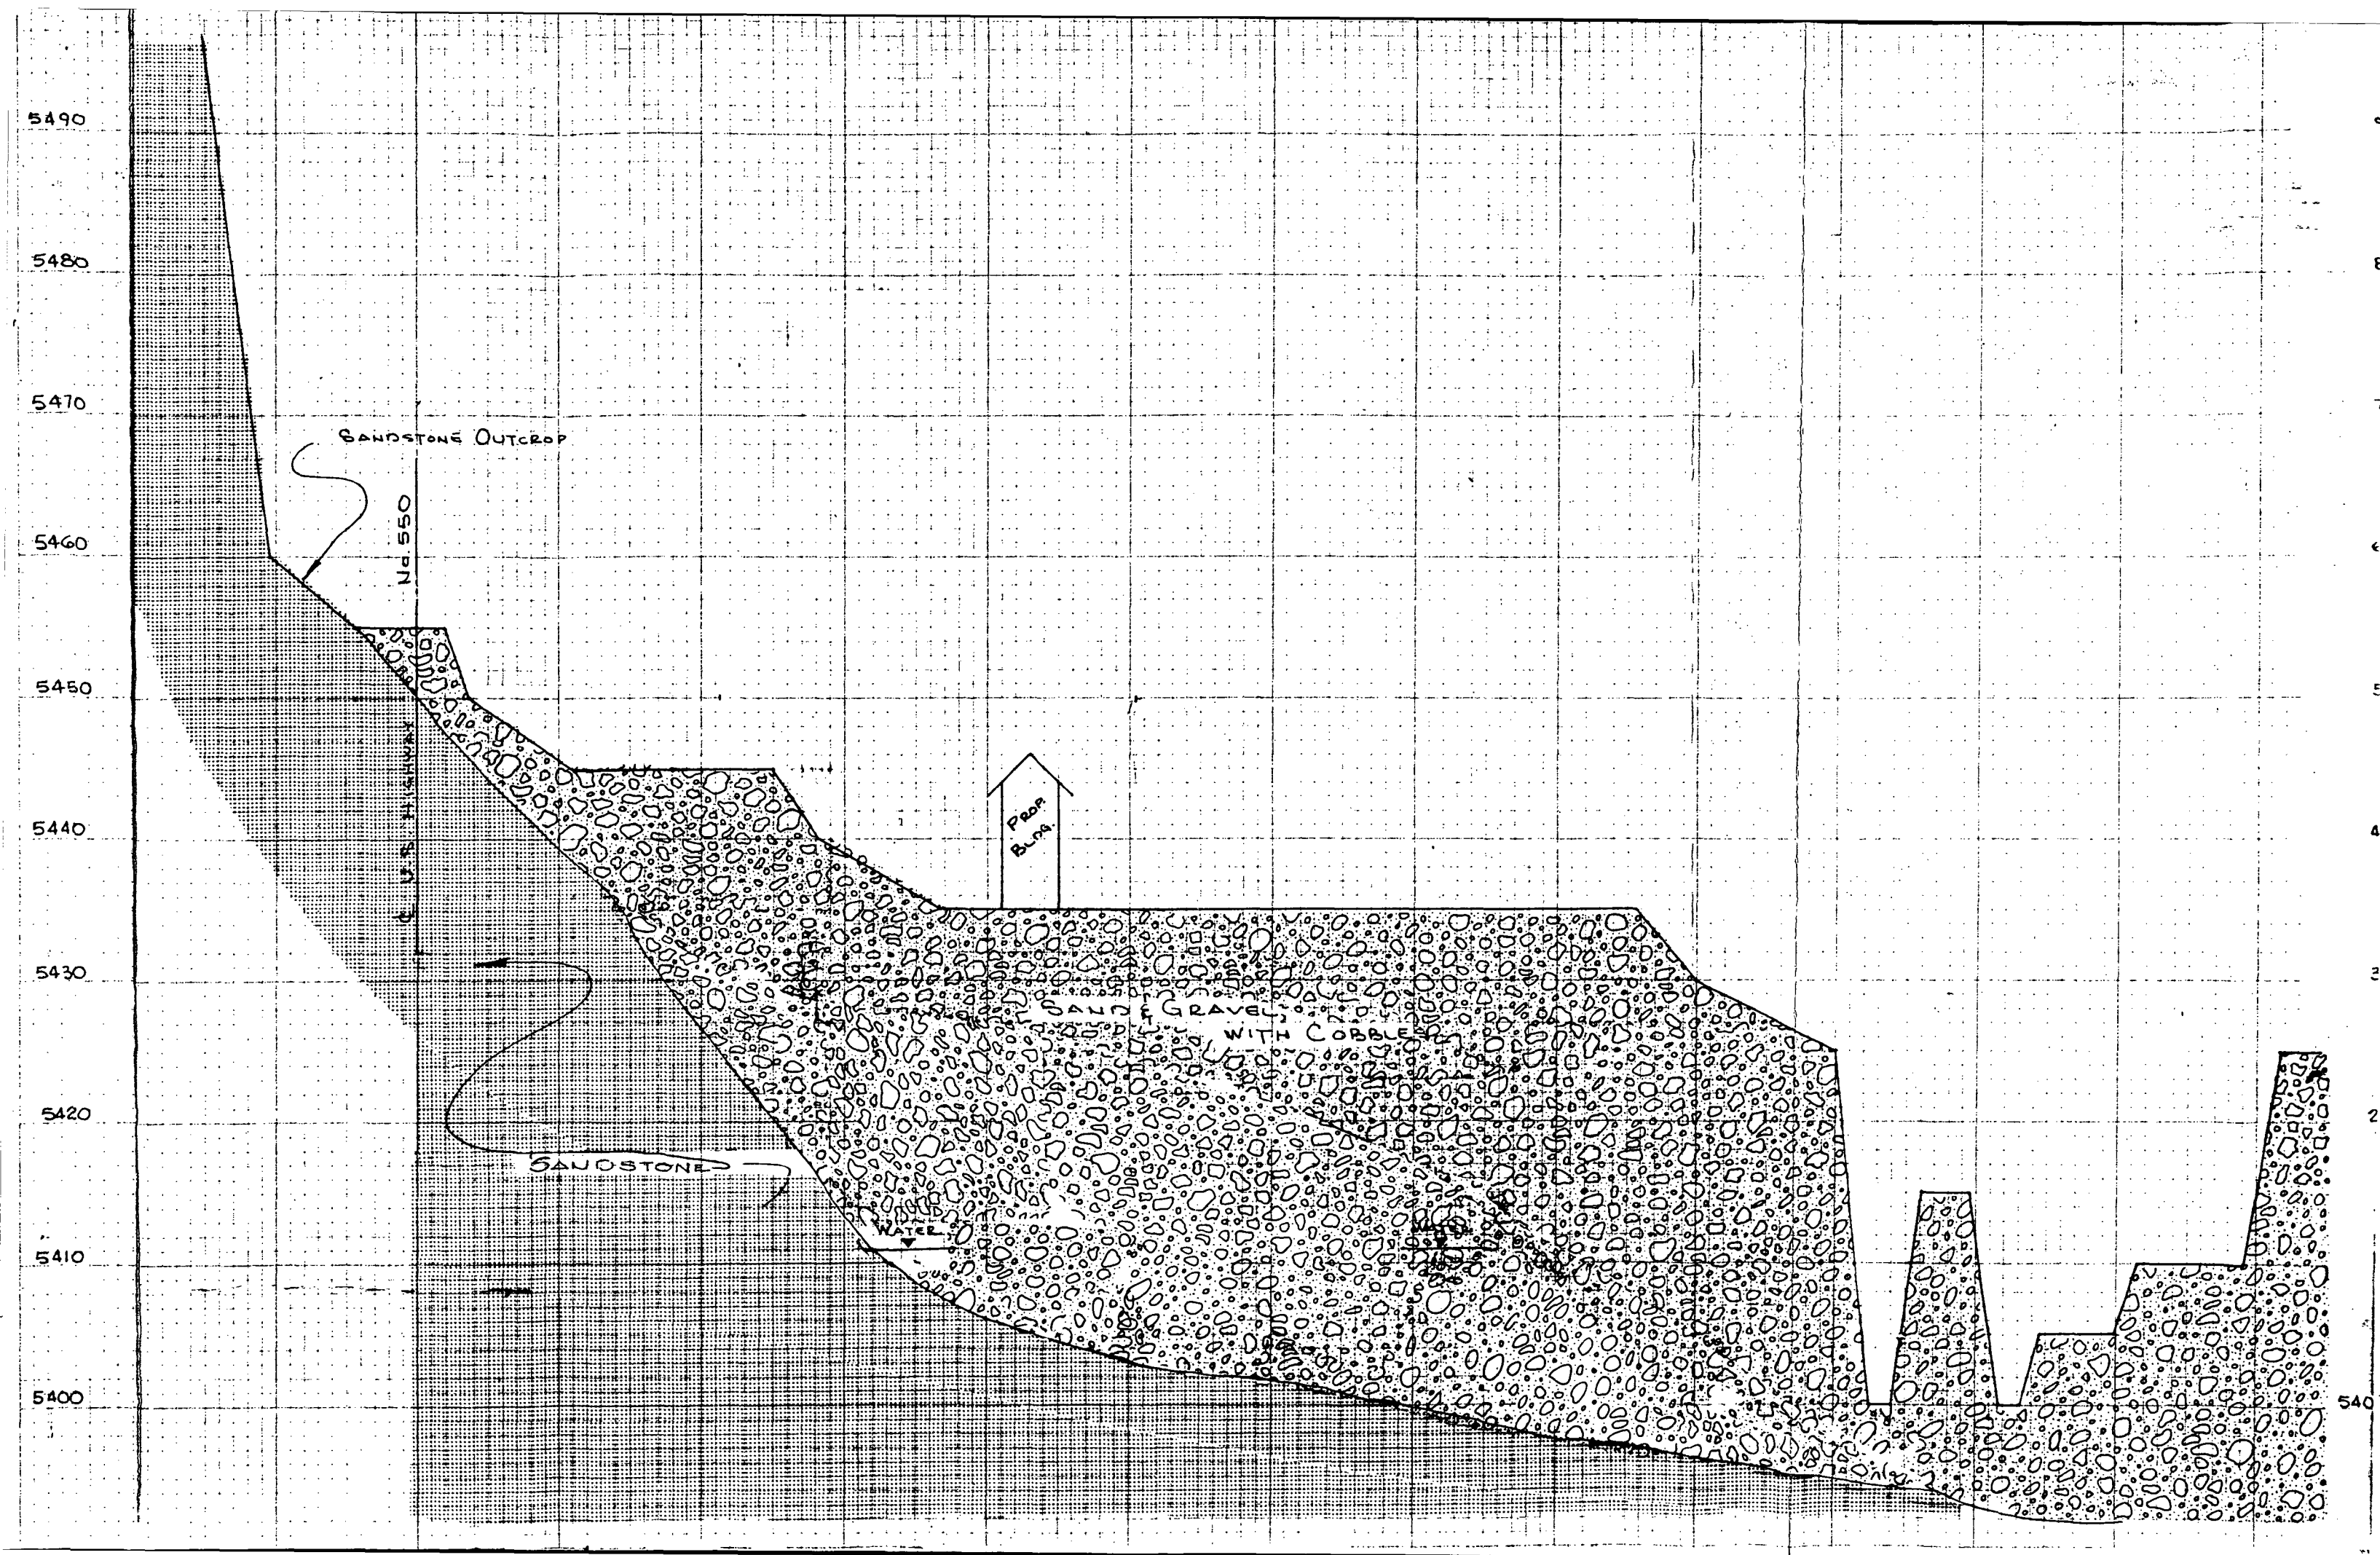 5490
5480
5470
SANDSTONE OUTCROP
5460
5450
5440
5430
5420
5410
5400
℄ U.S. HIGHWAY No. 550
PROP. BLDG.
SAND & GRAVEL
WITH COBBLE
SANDSTONE
WATER
540